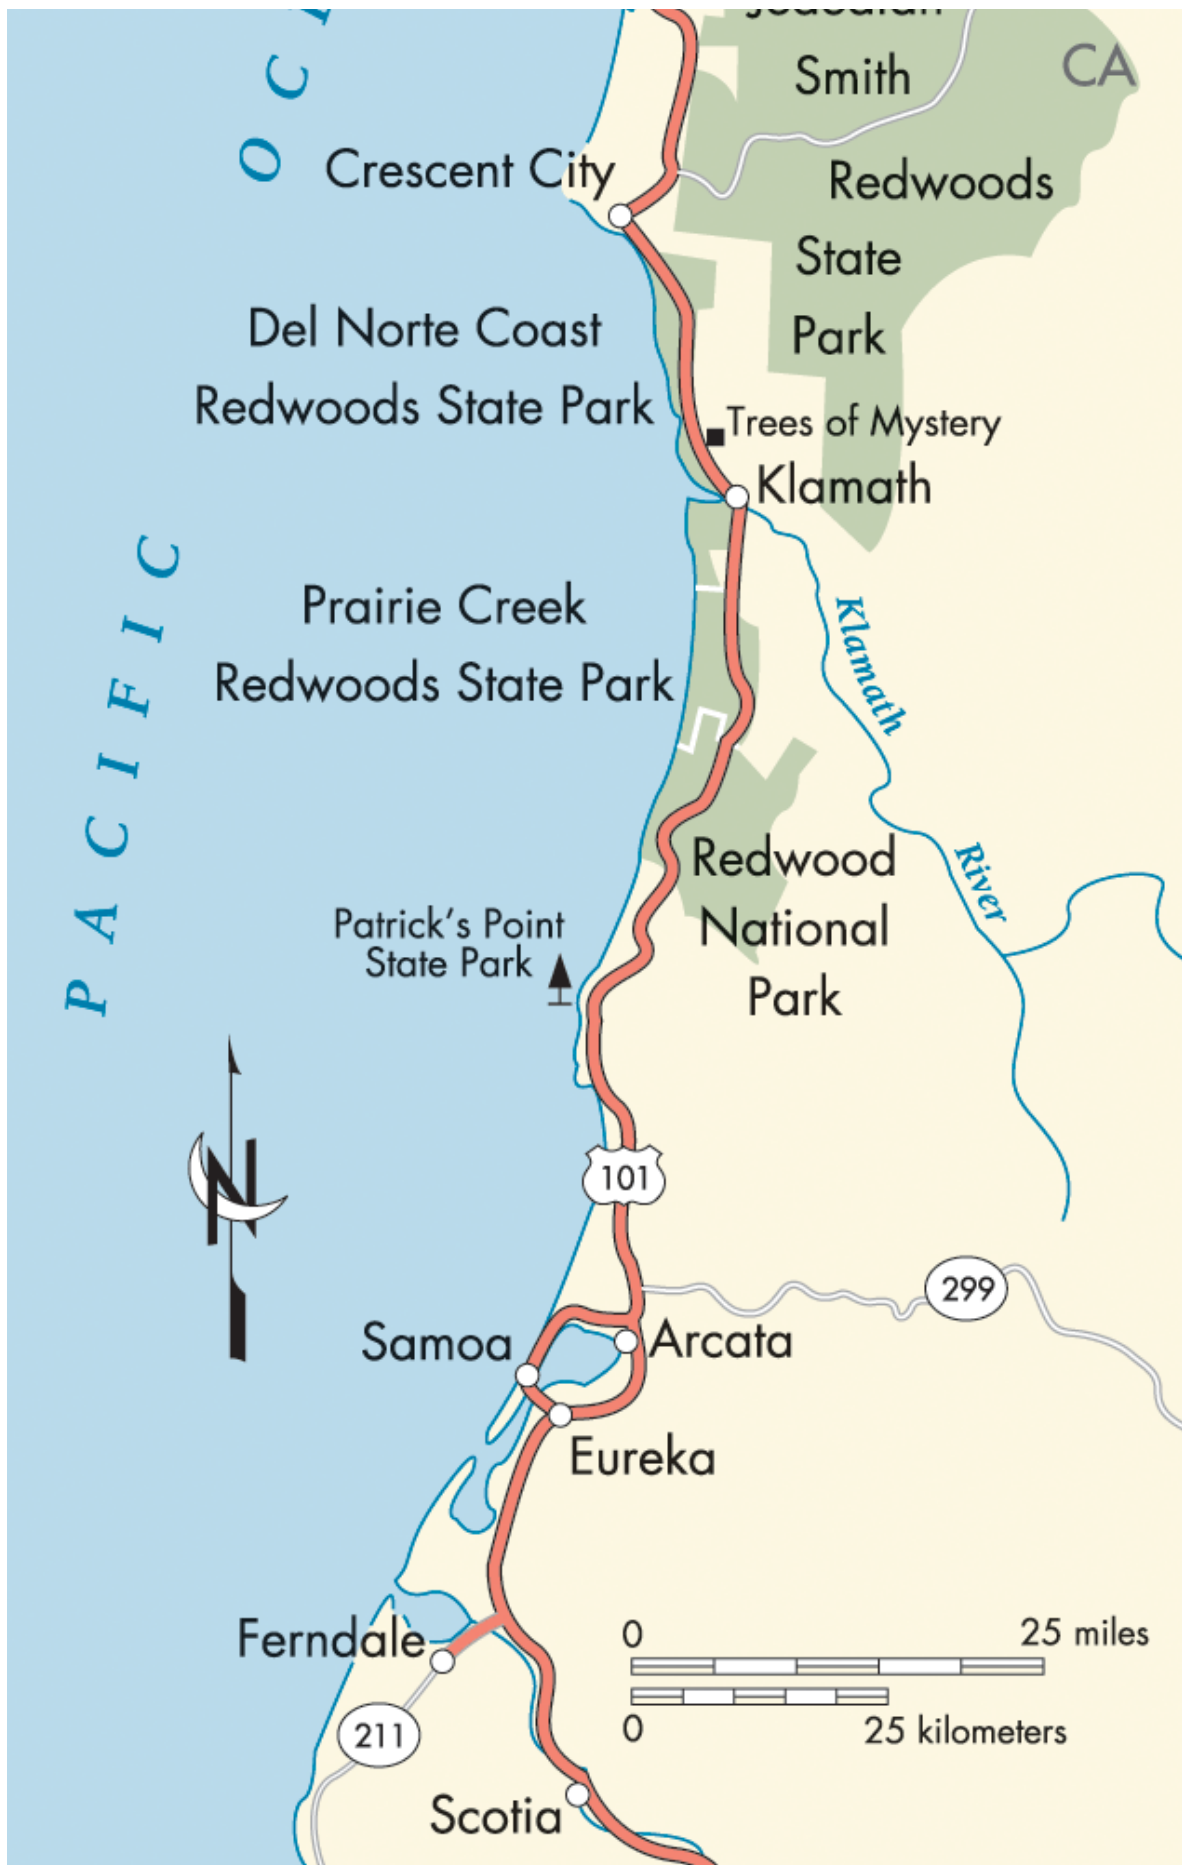 Smith
CA
Redwoods
State
Park
Crescent City
Del Norte Coast
Redwoods State Park
Trees of Mystery
Klamath
Prairie Creek
Redwoods State Park
Klamath
River
PACIFIC
Redwood
National
Park
Patrick's Point
State Park
N
101
299
Samoa
Arcata
Eureka
Ferndale
0 25 miles
0 25 kilometers
211
Scotia